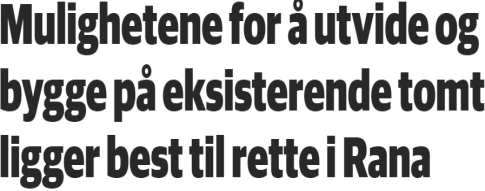 Mulighetene for å utvide og
bygge på eksisterende tomt
ligger best til rette i Rana